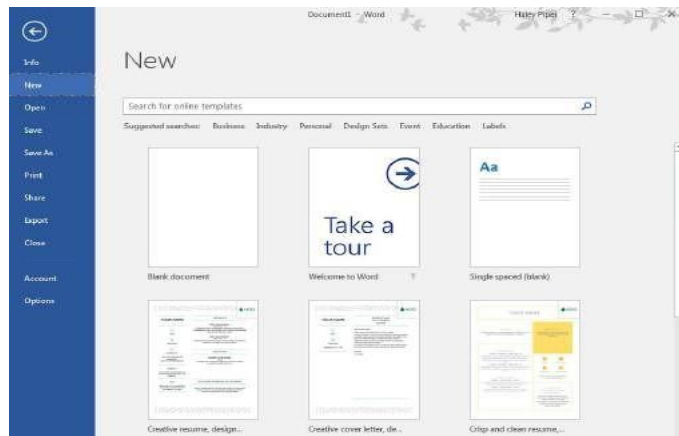 Document1 - Word
Haley Piper ?
Info
New
Open
Save
Save As
Print
Share
Export
Close
Account
Options
New
Search for online templates
Suggested searches: Business Industry Personal Design Sets Event Education Labels
Take a
tour
Aa
Blank document
Welcome to Word
Single spaced (blank)
Creative resume, design...
Creative cover letter, de...
Crisp and clean resume,...